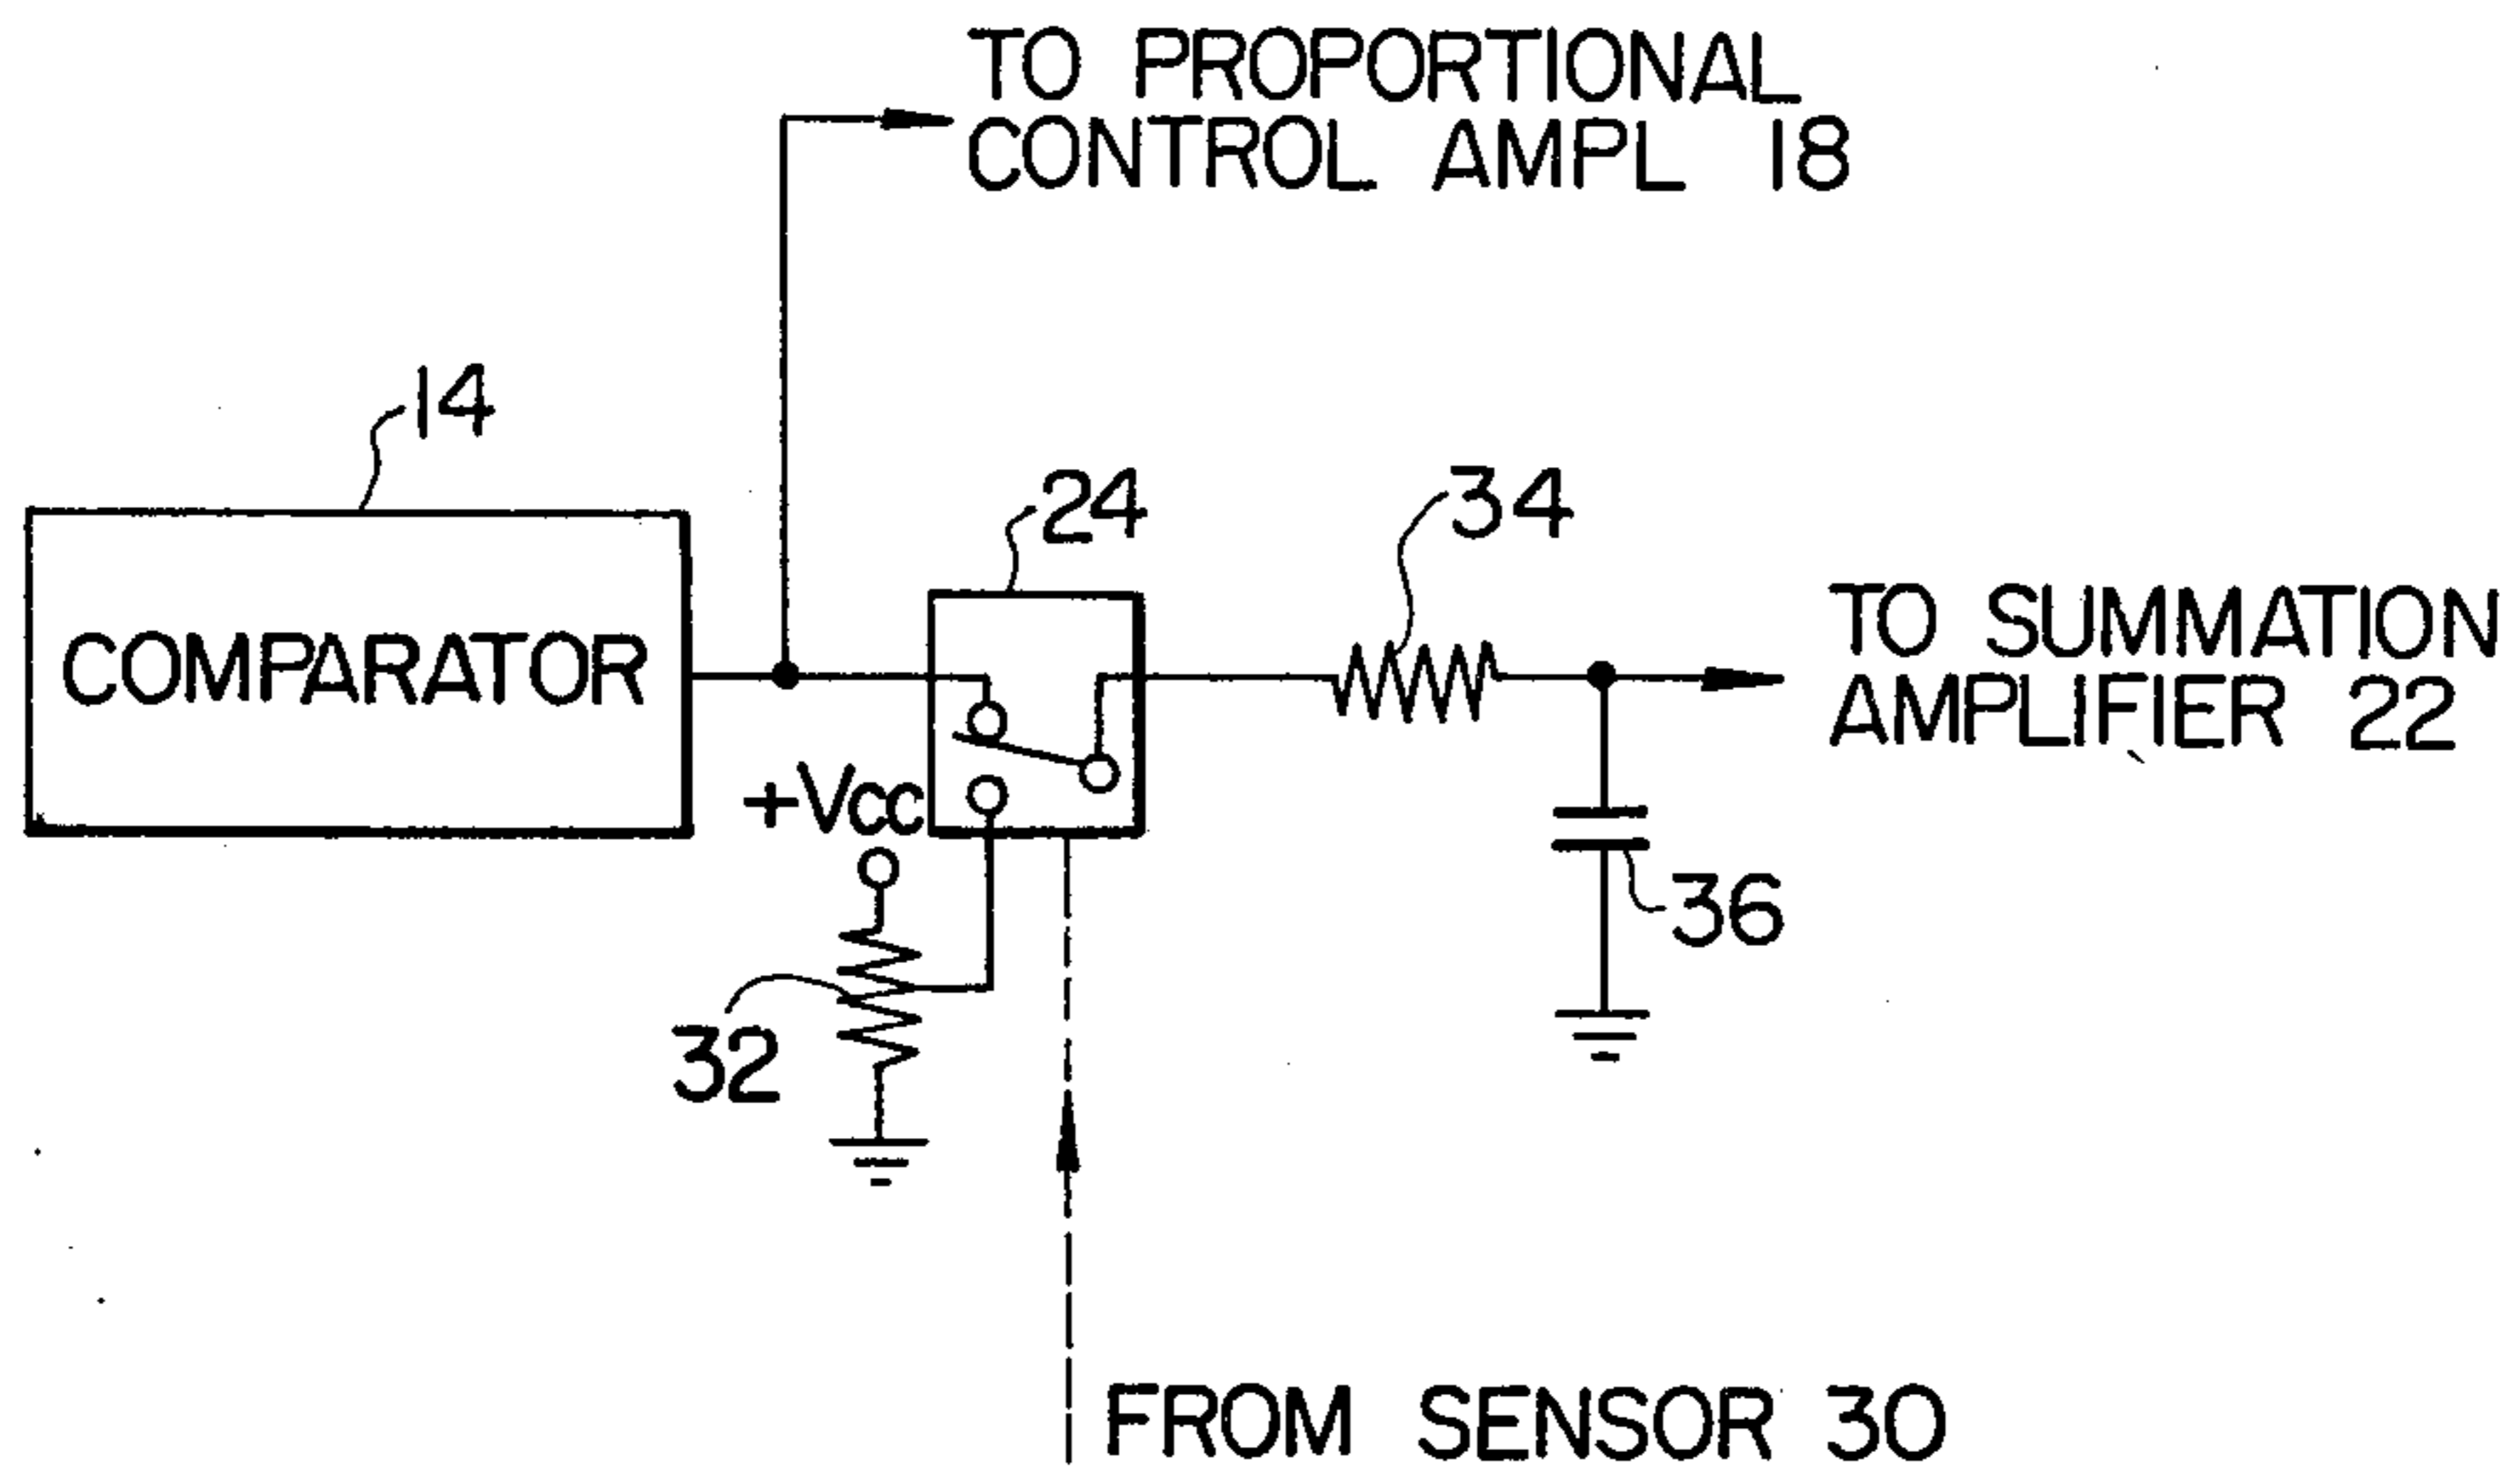 TO PROPORTIONAL
CONTROL AMPL 18
14
24
34
COMPARATOR
TO SUMMATION
AMPLIFIER 22
+Vcc
36
32
FROM SENSOR 30